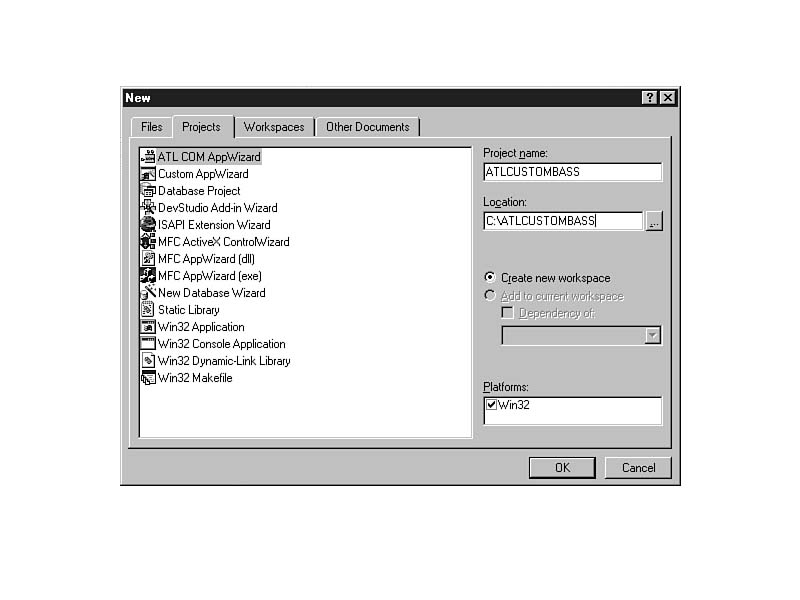 New
Files Projects Workspaces Other Documents
ATL COM AppWizard
Custom AppWizard
Database Project
DevStudio Add-in Wizard
ISAPI Extension Wizard
MFC ActiveX ControlWizard
MFC AppWizard (dll)
MFC AppWizard (exe)
New Database Wizard
Static Library
Win32 Application
Win32 Console Application
Win32 Dynamic-Link Library
Win32 Makefile
Project name:
ATLCUSTOMBASS
Location:
C:\ATLCUSTOMBASS
...
Create new workspace
Add to current workspace
Dependency of:
Platforms:
Win32
OK Cancel